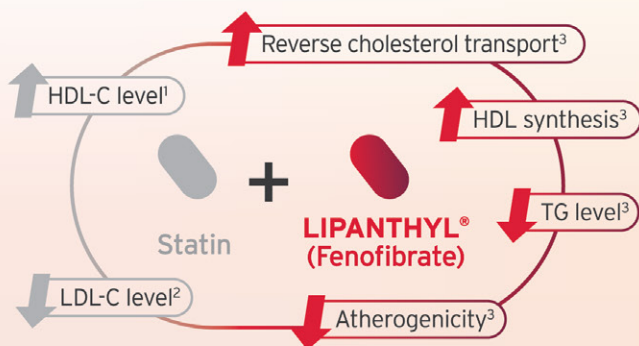 Reverse cholesterol transport³
HDL-C level¹
HDL synthesis³
+
Statin
LIPANTHYL®
(Fenofibrate)
TG level³
LDL-C level²
Atherogenicity³